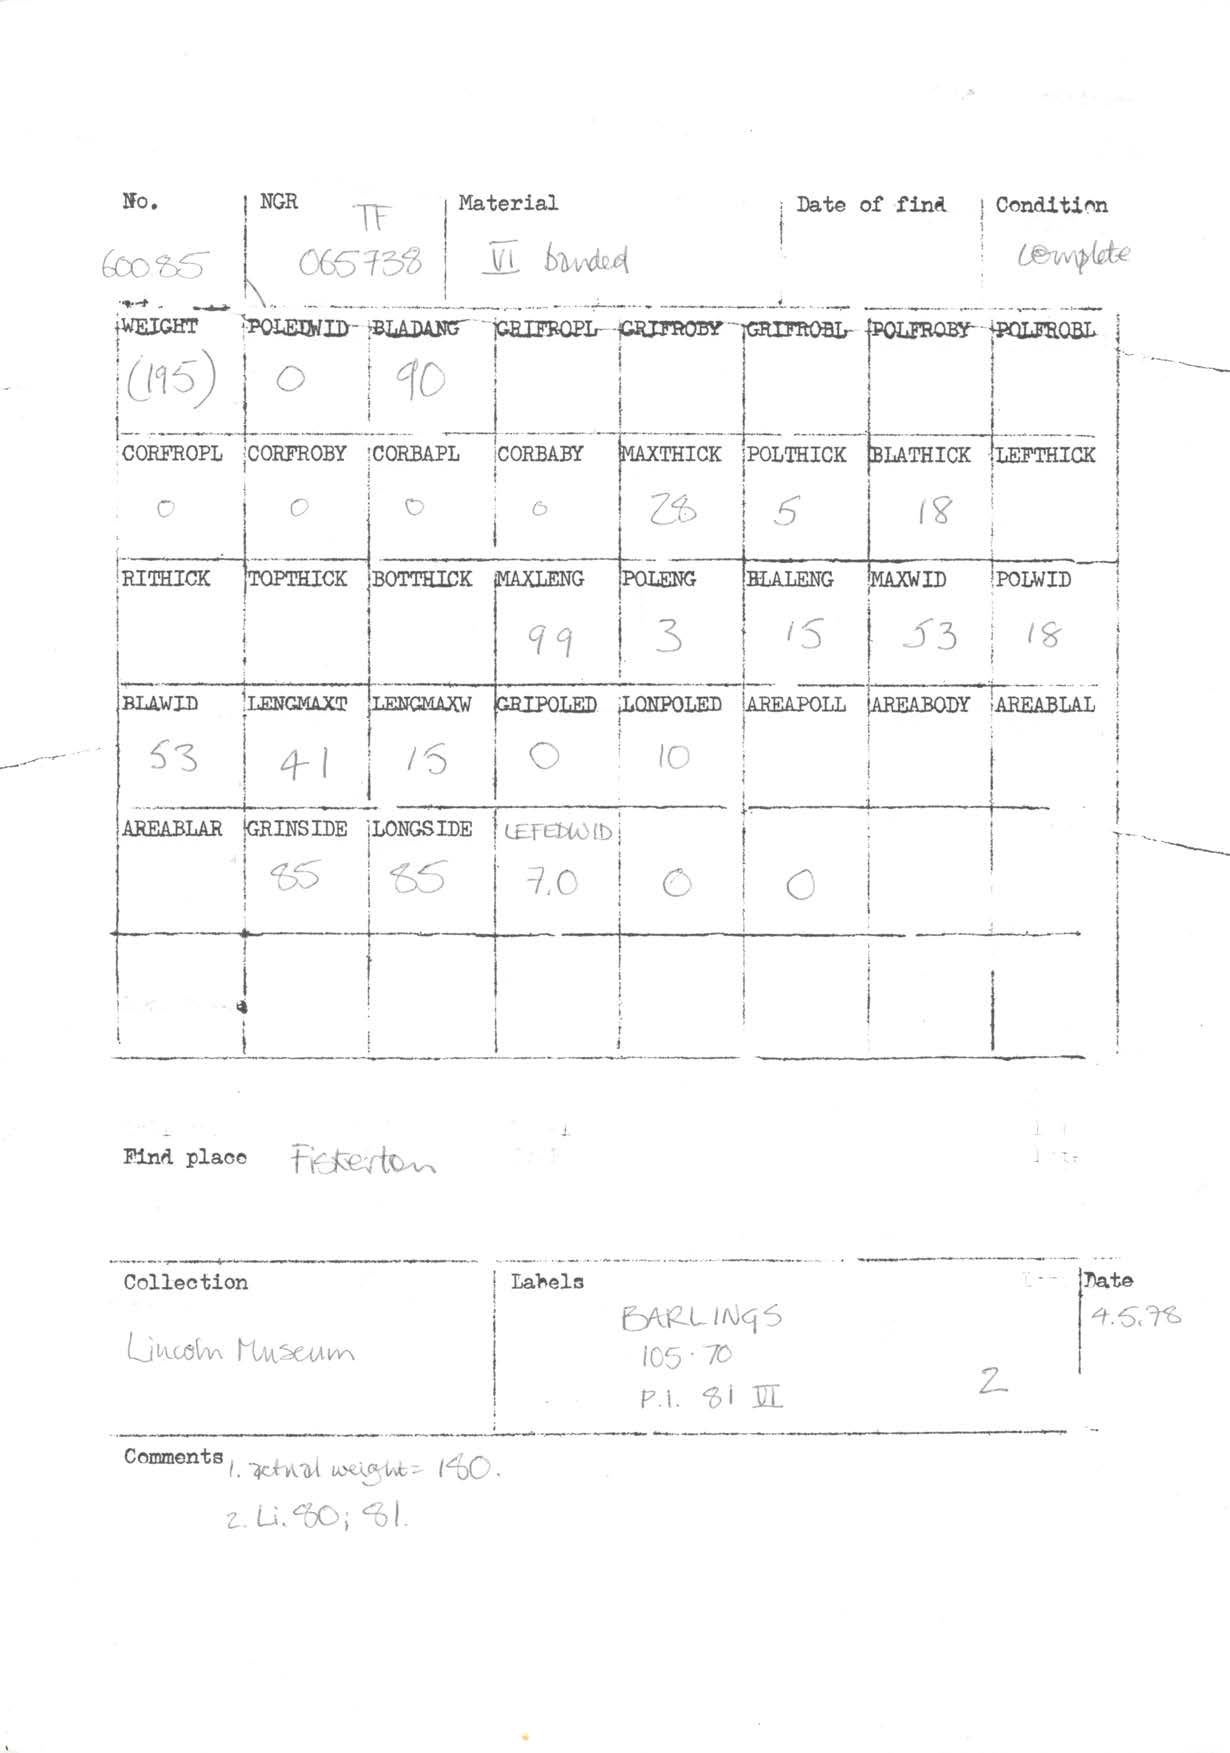 No. NGR Material Date of find Condition
TF
60085 065738 VI banded complete
WEIGHT POLEDWID BLADANG GRIFROPL GRIFROBY GRIFROBL POLFROBY POLFROBL
(195) 0 90
CORFROPL CORFROBY CORBAPL CORBABY MAXTHICK POLTHICK BLATHICK LEFTHICK
0 0 0 0 28 5 18
RITHICK TOPTHICK BOTTHICK MAXLENG POLENG BLALENG MAXWID POLWID
99 3 15 53 18
BLAWID LENGMAXT LENGMAXW GRIPOLED LONPOLED AREAPOLL AREABODY AREABLAL
53 41 15 0 10
AREABLAR GRINSIDE LONGSIDE LEFEDWID
85 85 7.0 0 0
Find place Fiskerton
Collection Labels Date
BARLINGS 4.5.78
Lincoln Museum 105.70
P.1. 81 VI 2
Comments 1. actual weight= 180.
2. Li. 80; 81.